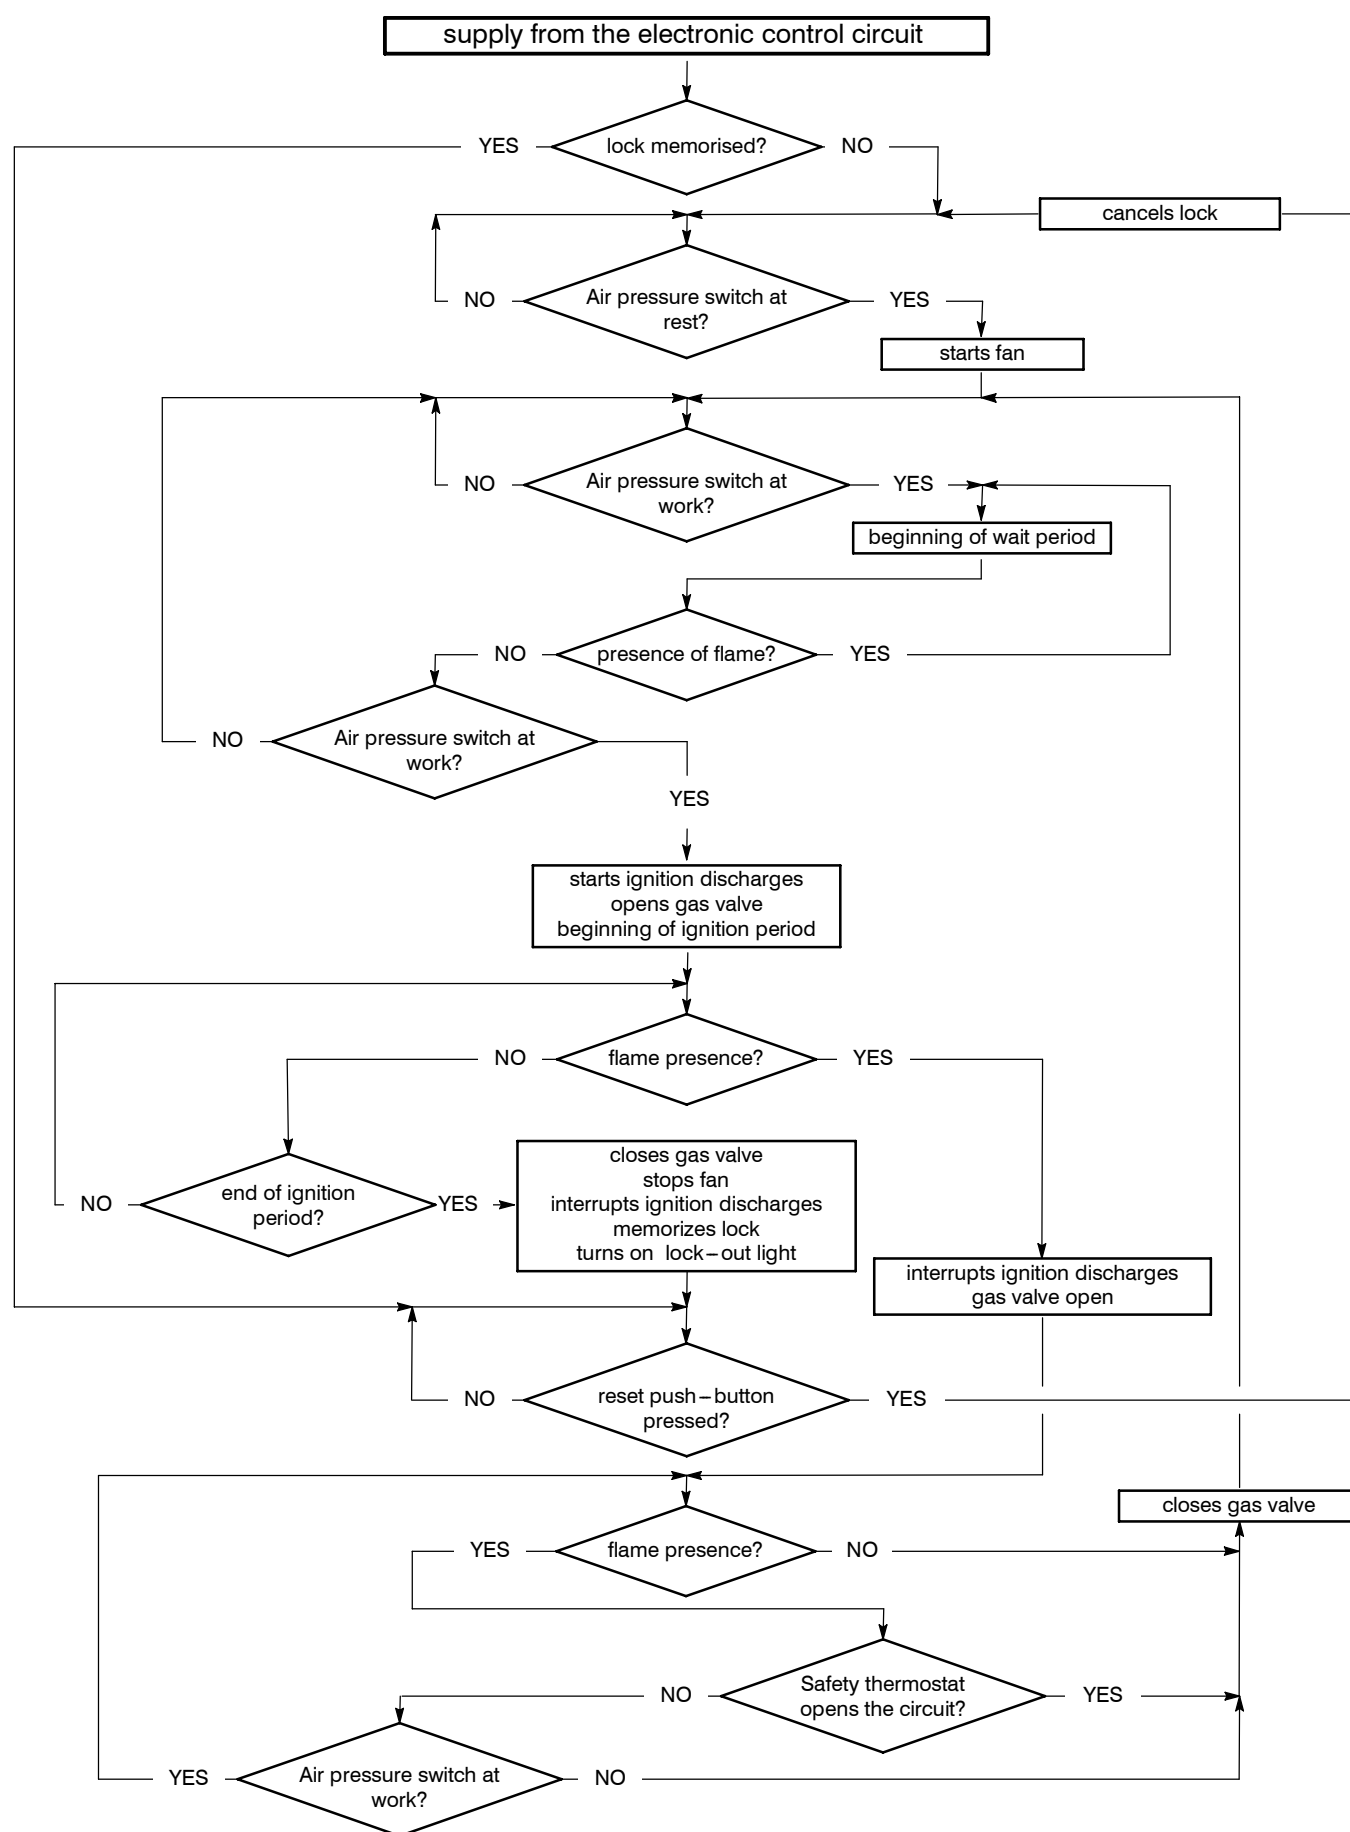 supply from the electronic control circuit
YES
lock memorised?
NO
cancels lock
NO
Air pressure switch at
rest?
YES
starts fan
NO
Air pressure switch at
work?
YES
beginning of wait period
NO
presence of flame?
YES
NO
Air pressure switch at
work?
YES
starts ignition discharges
opens gas valve
beginning of ignition period
NO
flame presence?
YES
NO
end of ignition
period?
YES
closes gas valve
stops fan
interrupts ignition discharges
memorizes lock
turns on lock-out light
interrupts ignition discharges
gas valve open
NO
reset push-button
pressed?
YES
closes gas valve
YES
flame presence?
NO
NO
Safety thermostat
opens the circuit?
YES
YES
Air pressure switch at
work?
NO